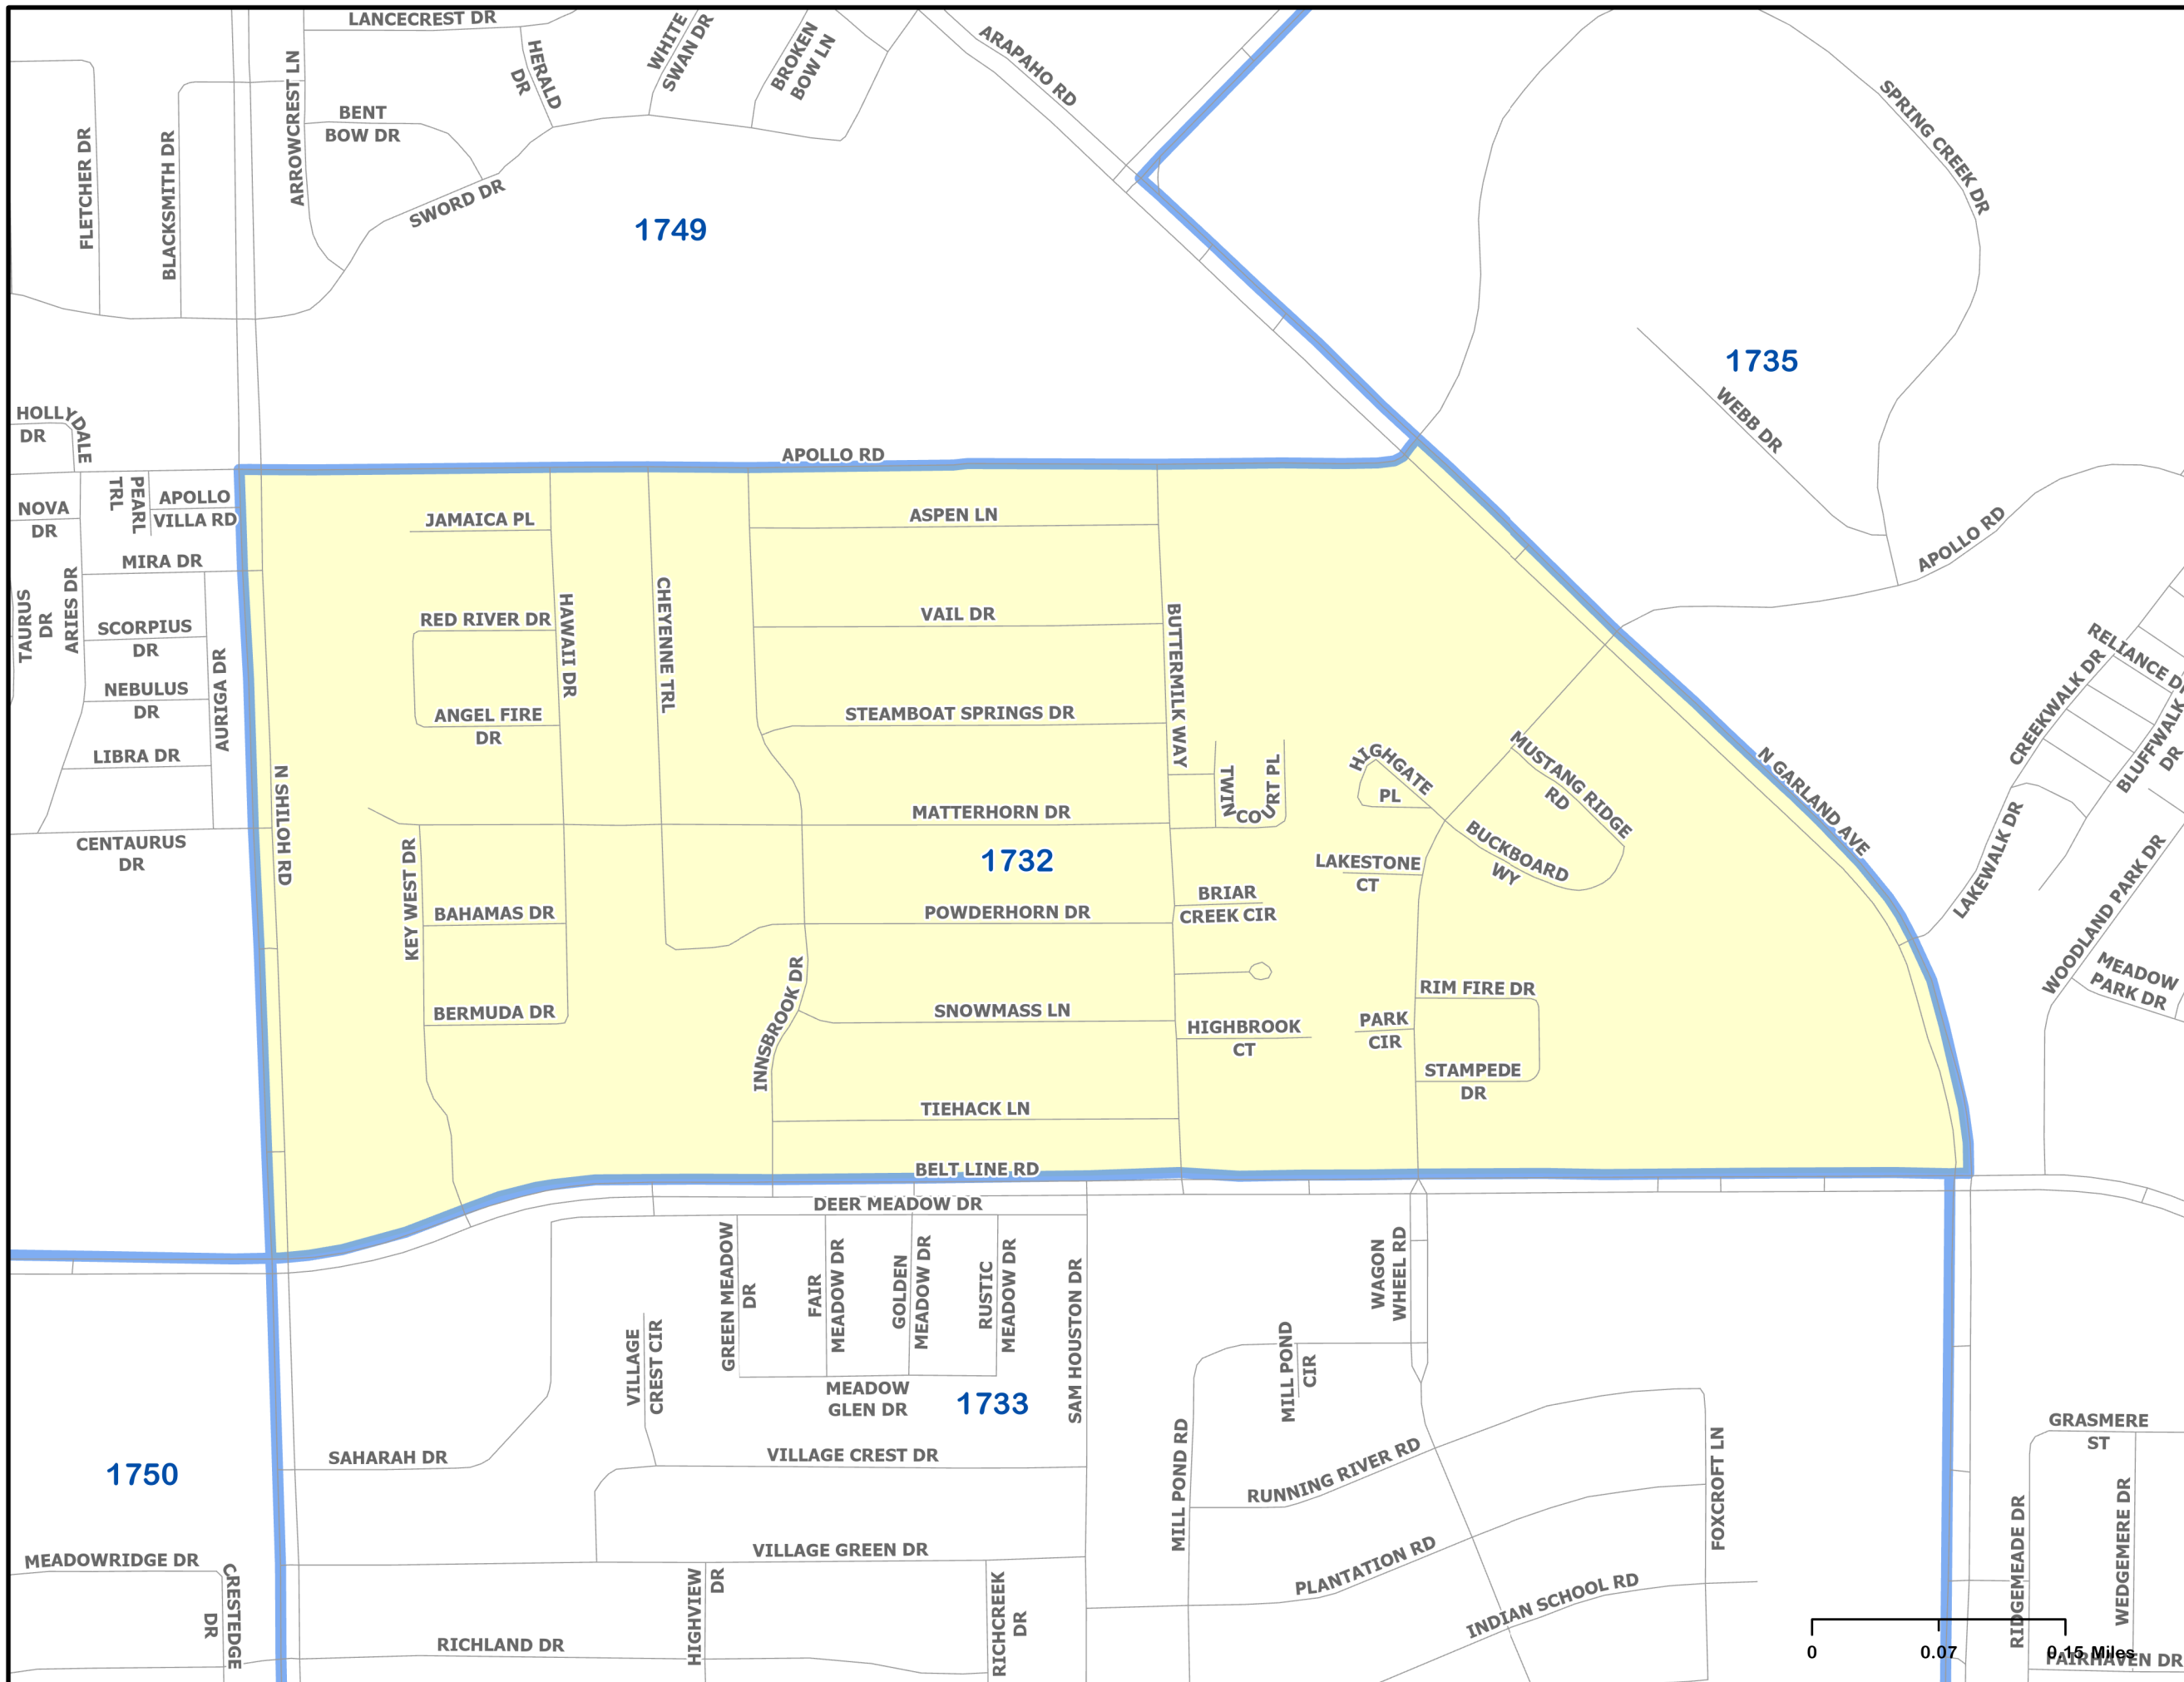 LANCECREST DR
WHITE
SWAN DR
BROKEN
BOW LN
ARAPAHO RD
HERALD
DR
ARROWCREST LN
BENT
BOW DR
SPRING CREEK DR
FLETCHER DR
BLACKSMITH DR
SWORD DR
1749
1735
WEBB DR
HOLLYDALE
DR
APOLLO RD
PEARL
TRL
APOLLO
VILLA RD
NOVA
DR
JAMAICA PL
ASPEN LN
APOLLO RD
MIRA DR
TAURUS
DR
ARIES DR
SCORPIUS
DR
RED RIVER DR
HAWAII DR
CHEYENNE TRL
VAIL DR
BUTTERMILK WAY
RELIANCE DR
CREEKWALK DR
BLUFFWALK
DR
NEBULUS
DR
AURIGA DR
ANGEL FIRE
DR
STEAMBOAT SPRINGS DR
LIBRA DR
N SHILOH RD
TWIN COURT PL
HIGHGATE
PL
MUSTANG RIDGE
RD
N GARLAND AVE
MATTERHORN DR
CENTAURUS
DR
KEY WEST DR
1732
LAKESTONE
CT
BUCKBOARD
WY
LAKEWALK DR
WOODLAND PARK DR
BAHAMAS DR
POWDERHORN DR
BRIAR
CREEK CIR
MEADOW
PARK DR
INNSBROOK DR
RIM FIRE DR
BERMUDA DR
SNOWMASS LN
HIGHBROOK
CT
PARK
CIR
STAMPEDE
DR
TIEHACK LN
BELT LINE RD
DEER MEADOW DR
GREEN MEADOW
DR
FAIR
MEADOW DR
GOLDEN
MEADOW DR
RUSTIC
MEADOW DR
SAM HOUSTON DR
WAGON
WHEEL RD
VILLAGE
CREST CIR
MILL POND
CIR
MEADOW
GLEN DR
1733
MILL POND RD
FOXCROFT LN
GRASMERE
ST
1750
SAHARAH DR
VILLAGE CREST DR
RUNNING RIVER RD
RIDGEMEADE DR
WEDGEMERE DR
MEADOWRIDGE DR
CRESTEDGE
DR
VILLAGE GREEN DR
HIGHVIEW
DR
RICHCREEK
DR
PLANTATION RD
INDIAN SCHOOL RD
RICHLAND DR
0 0.07 0.15 Miles
FAIRHAVEN DR